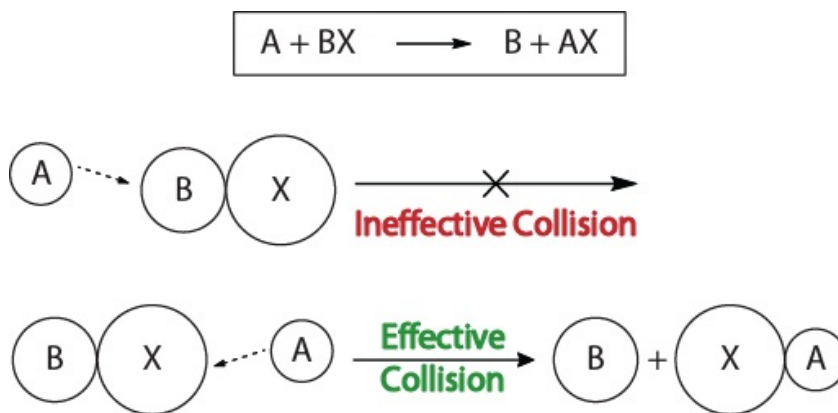 A + BX ⟶ B + AX
A B X
Ineffective Collision
B X A Effective B + X A
Collision